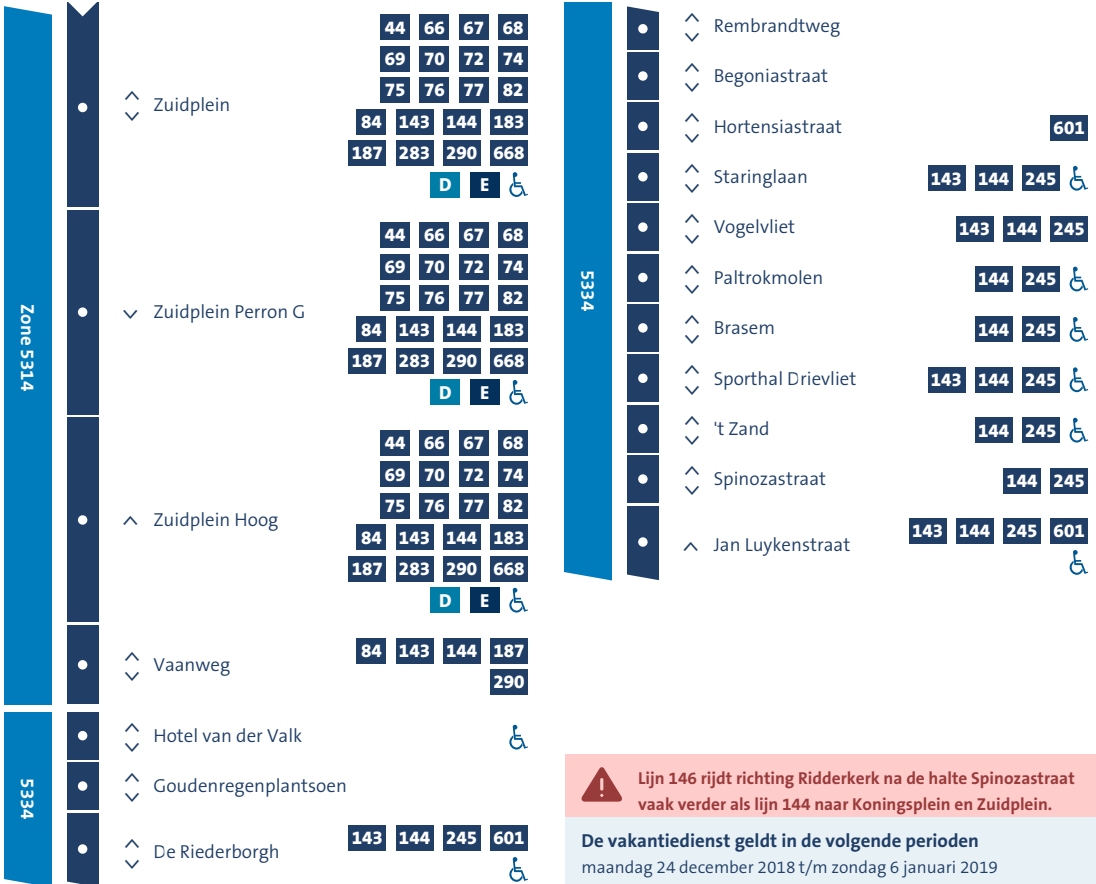 Zone 5314
44 66 67 68
69 70 72 74
75 76 77 82
Zuidplein
84 143 144 183
187 283 290 668
D E
44 66 67 68
69 70 72 74
75 76 77 82
Zuidplein Perron G
84 143 144 183
187 283 290 668
D E
44 66 67 68
69 70 72 74
75 76 77 82
Zuidplein Hoog
84 143 144 183
187 283 290 668
D E
Vaanweg
84 143 144 187
290
5334
Hotel van der Valk
Goudenregenplantsoen
De Riederborgh 143 144 245 601
5334
Rembrandtweg
Begoniastraat
Hortensiastraat 601
Staringlaan 143 144 245
Vogelvliet 143 144 245
Paltrokmolen 144 245
Brasem 144 245
Sporthal Drievliet 143 144 245
't Zand 144 245
Spinozastraat 144 245
Jan Luykenstraat 143 144 245 601
Lijn 146 rijdt richting Ridderkerk na de halte Spinozastraat
vaak verder als lijn 144 naar Koningsplein en Zuidplein.
De vakantiedienst geldt in de volgende perioden
maandag 24 december 2018 t/m zondag 6 januari 2019